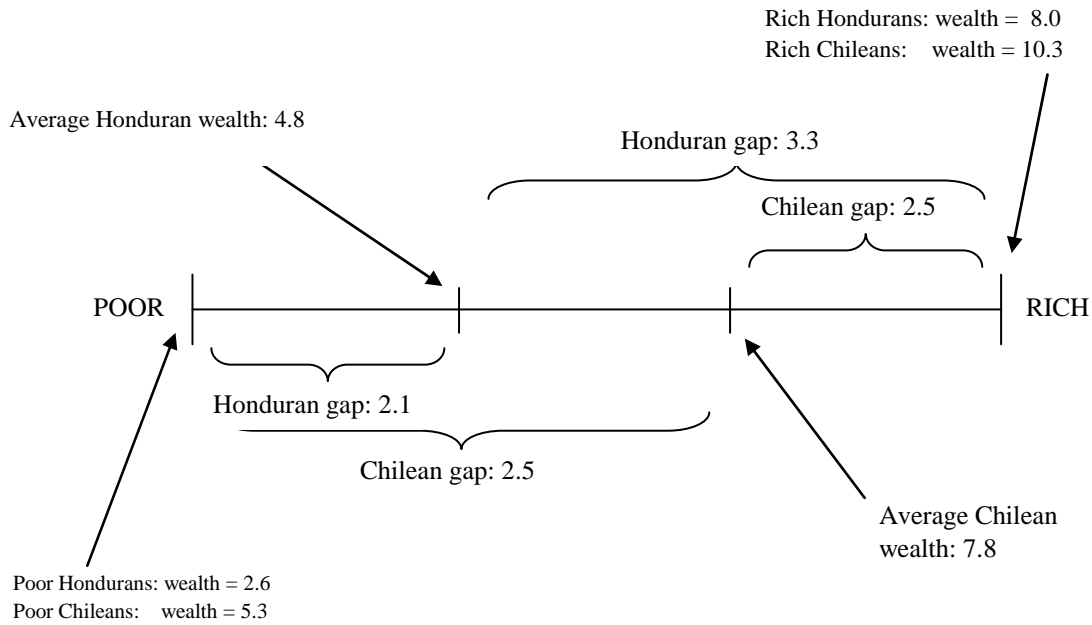 Rich Hondurans: wealth = 8.0
Rich Chileans: wealth = 10.3
Average Honduran wealth: 4.8
Honduran gap: 3.3
Chilean gap: 2.5
POOR
RICH
Honduran gap: 2.1
Chilean gap: 2.5
Average Chilean
wealth: 7.8
Poor Hondurans: wealth = 2.6
Poor Chileans: wealth = 5.3